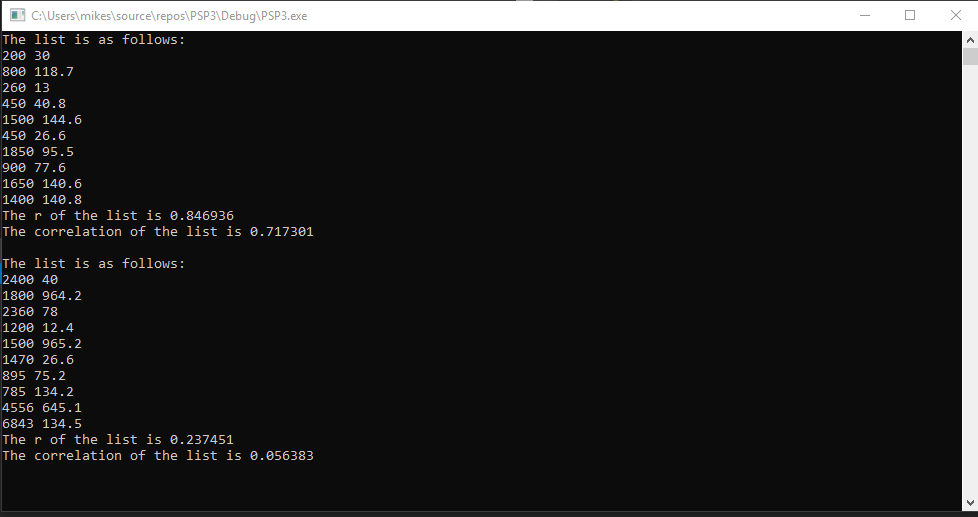 C:\Users\mikes\source\repos\PSP3\Debug\PSP3.exe
The list is as follows:
200 30
800 118.7
260 13
450 40.8
1500 144.6
450 26.6
1850 95.5
900 77.6
1650 140.6
1400 140.8
The r of the list is 0.846936
The correlation of the list is 0.717301
The list is as follows:
2400 40
1800 964.2
2360 78
1200 12.4
1500 965.2
1470 26.6
895 75.2
785 134.2
4556 645.1
6843 134.5
The r of the list is 0.237451
The correlation of the list is 0.056383